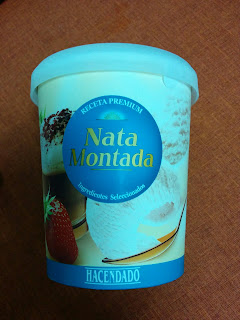 RECETA PREMIUM
Nata
Montada
Ingredientes Seleccionados
HACENDADO